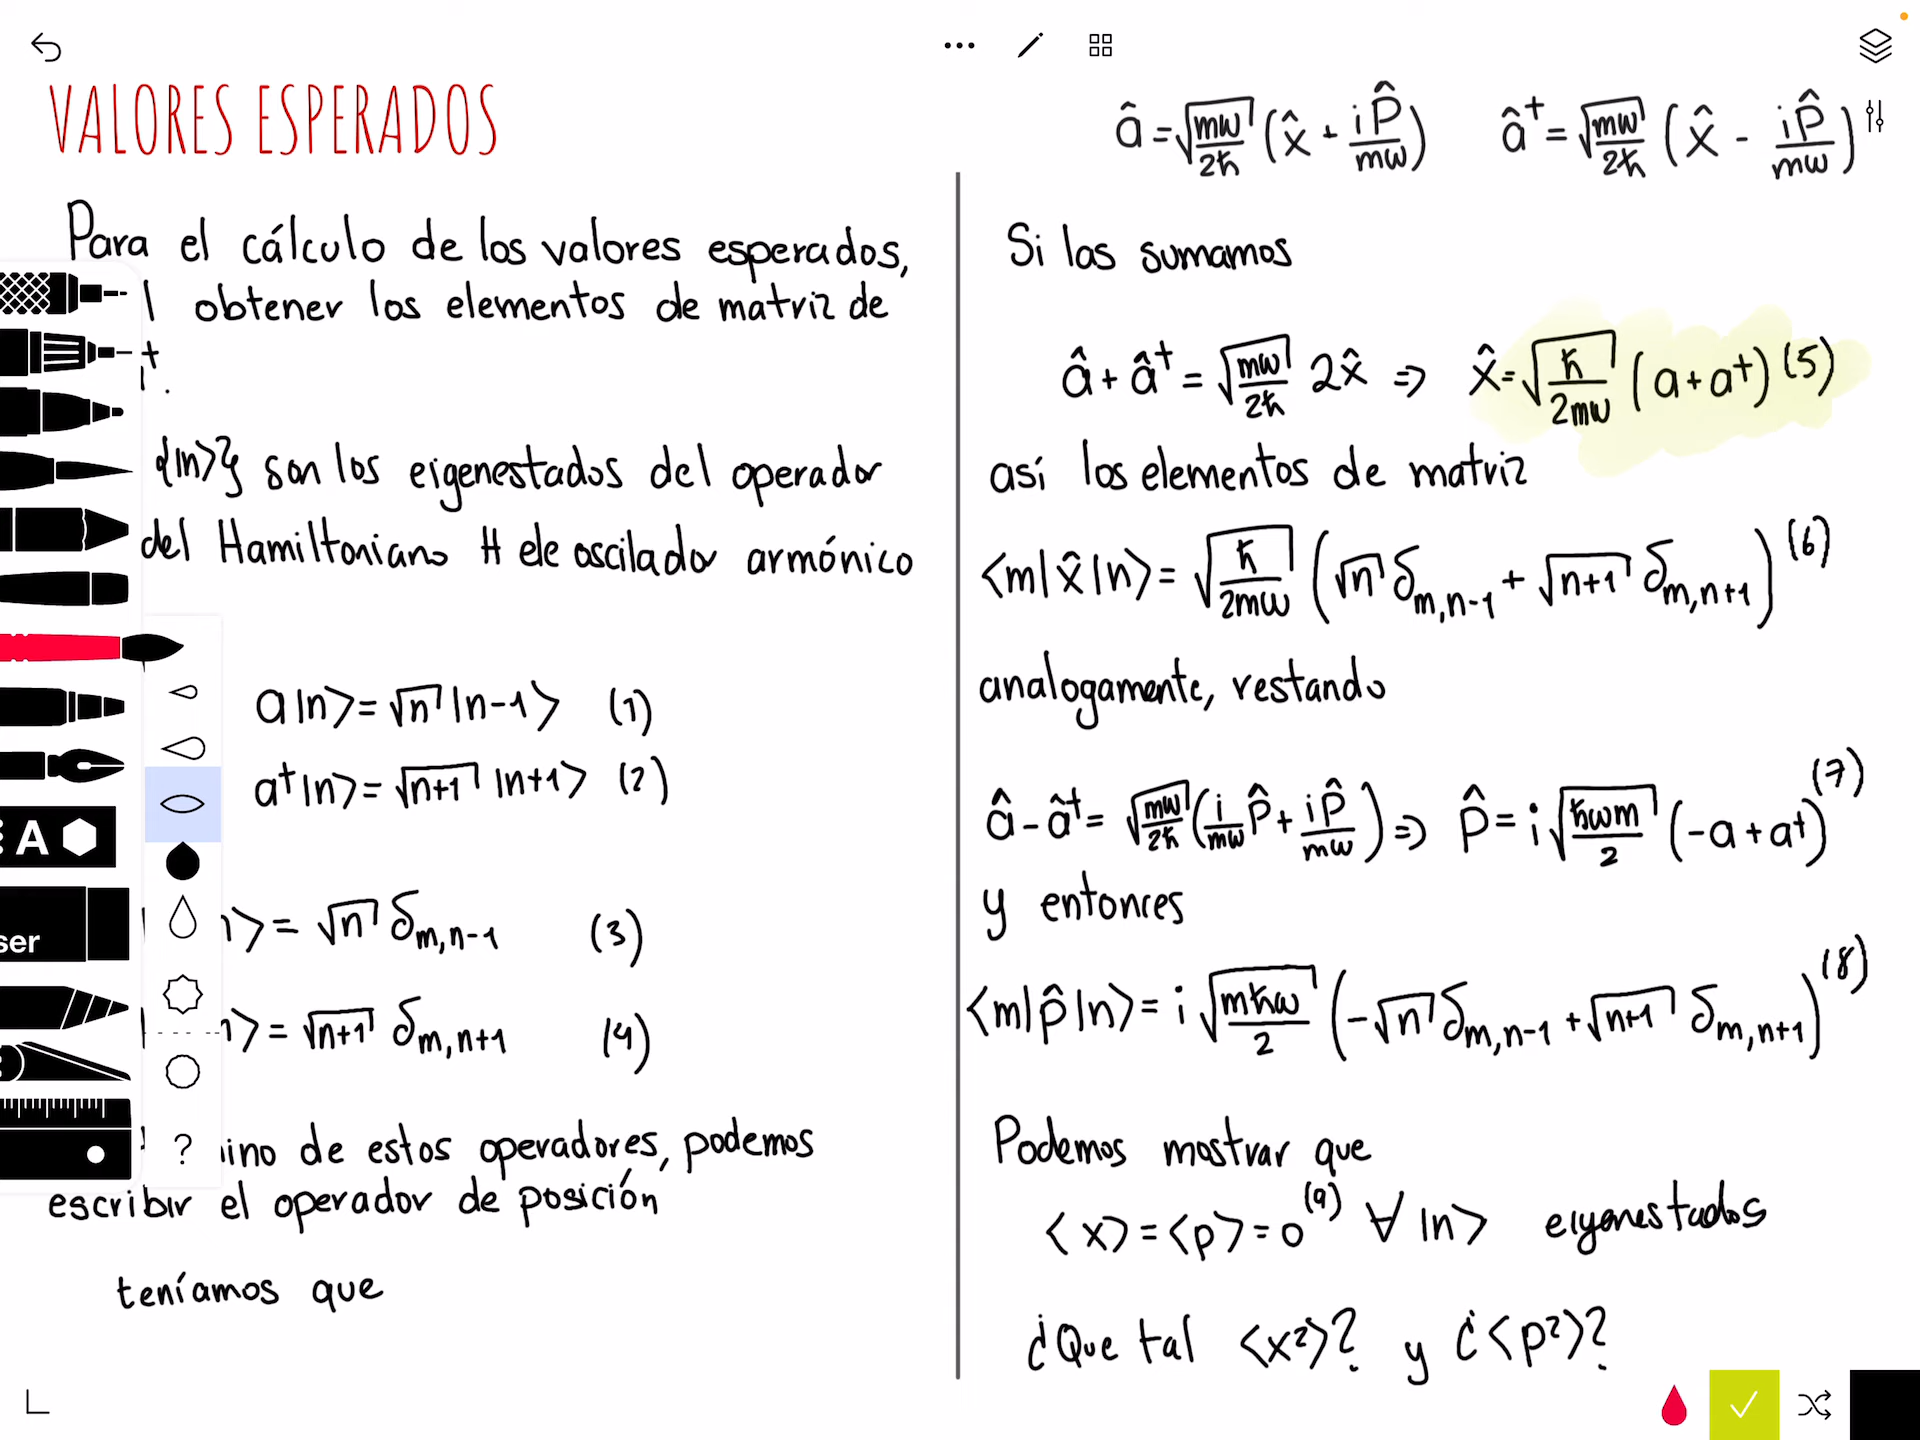 VALORES ESPERADOS
Para el cálculo de los valores esperados,
obtener los elementos de matriz de
{|n>} son los eigenestados del operador
del Hamiltoniano H ele oscilador armónico
a|n> = √n |n-1> (1)
a†|n> = √n+1 |n+1> (2)
n> = √n δm,n-1 (3)
n> = √n+1 δm,n+1 (4)
de estos operadores, podemos
escribir el operador de posición
teníamos que
â = √mω/2ħ (x̂ + ip̂/mω) â† = √mω/2ħ (x̂ - ip̂/mω)
Si las sumamos
â + â† = √mω/2ħ 2x̂ => x̂ = √ħ/2mω (a + a†) (5)
así los elementos de matriz
<m|x̂|n> = √ħ/2mω (√n δm,n-1 + √n+1 δm,n+1) (6)
analogamente, restando
â - â† = √mω/2ħ (i/mω p̂ + ip̂/mω) => p̂ = i√ħωm/2 (-a + a†) (7)
y entonces
<m|p̂|n> = i√mħω/2 (-√n δm,n-1 + √n+1 δm,n+1) (8)
Podemos mostrar que
<x> = <p> = 0 (9) ∀ |n> eigenestados
¿Que tal <x²>? y ¿<p²>?
A
ser
?